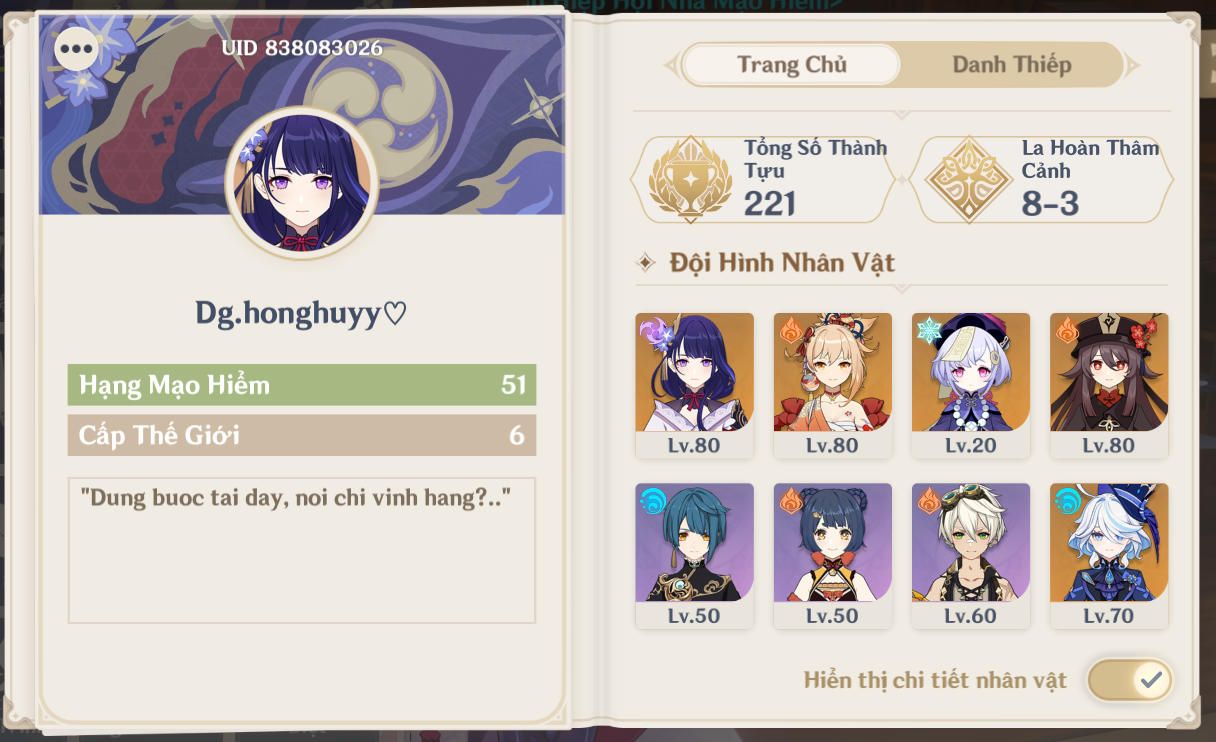 UID 838083026
Dg.honghuyy♡
Hạng Mạo Hiểm 51
Cấp Thế Giới 6
"Dung buoc tai day, noi chi vinh hang?.."
Trang Chủ Danh Thiếp
Tổng Số Thành
Tựu
221
La Hoàn Thâm
Cảnh
8-3
Đội Hình Nhân Vật
Lv.80 Lv.80 Lv.20 Lv.80
Lv.50 Lv.50 Lv.60 Lv.70
Hiển thị chi tiết nhân vật